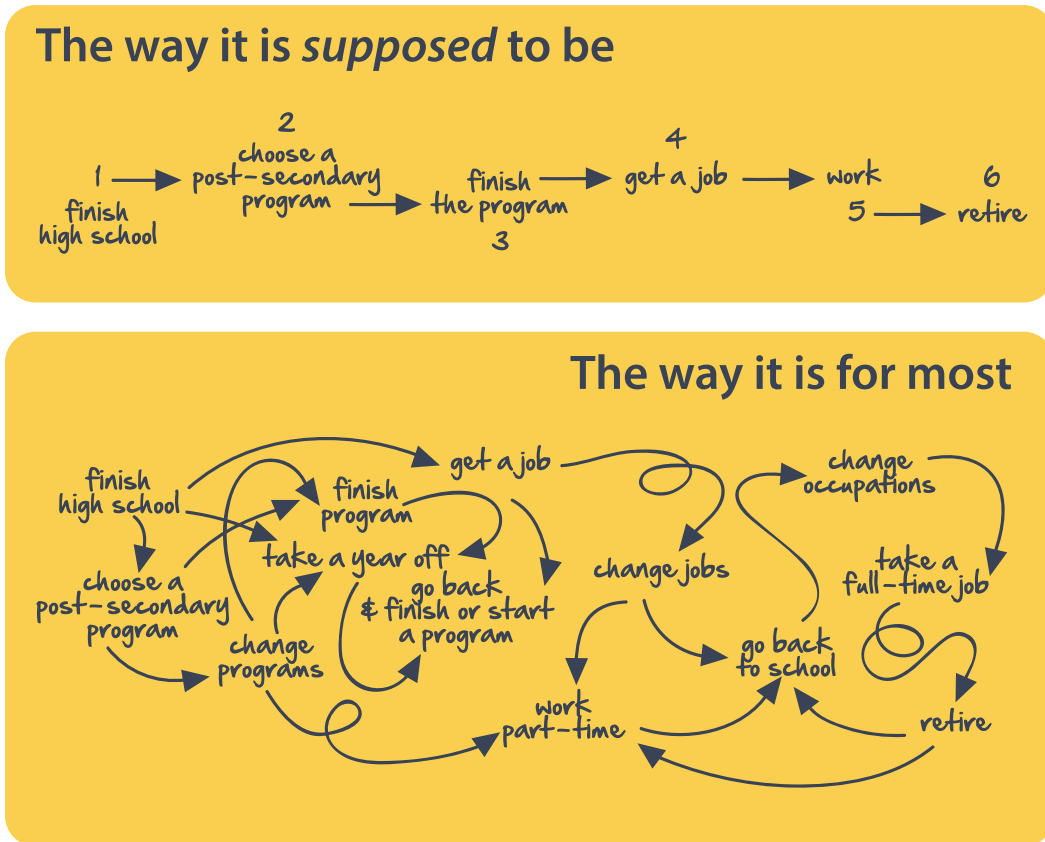 The way it is supposed to be
1
finish
high school
2
choose a
post-secondary
program
finish
the program
3
4
get a job
work
5
6
retire
The way it is for most
finish
high school
get a job
change
occupations
finish
program
take a year off
choose a
post-secondary
program
go back
& finish or start
a program
change jobs
take a
full-time job
change
programs
go back
to school
work
part-time
retire